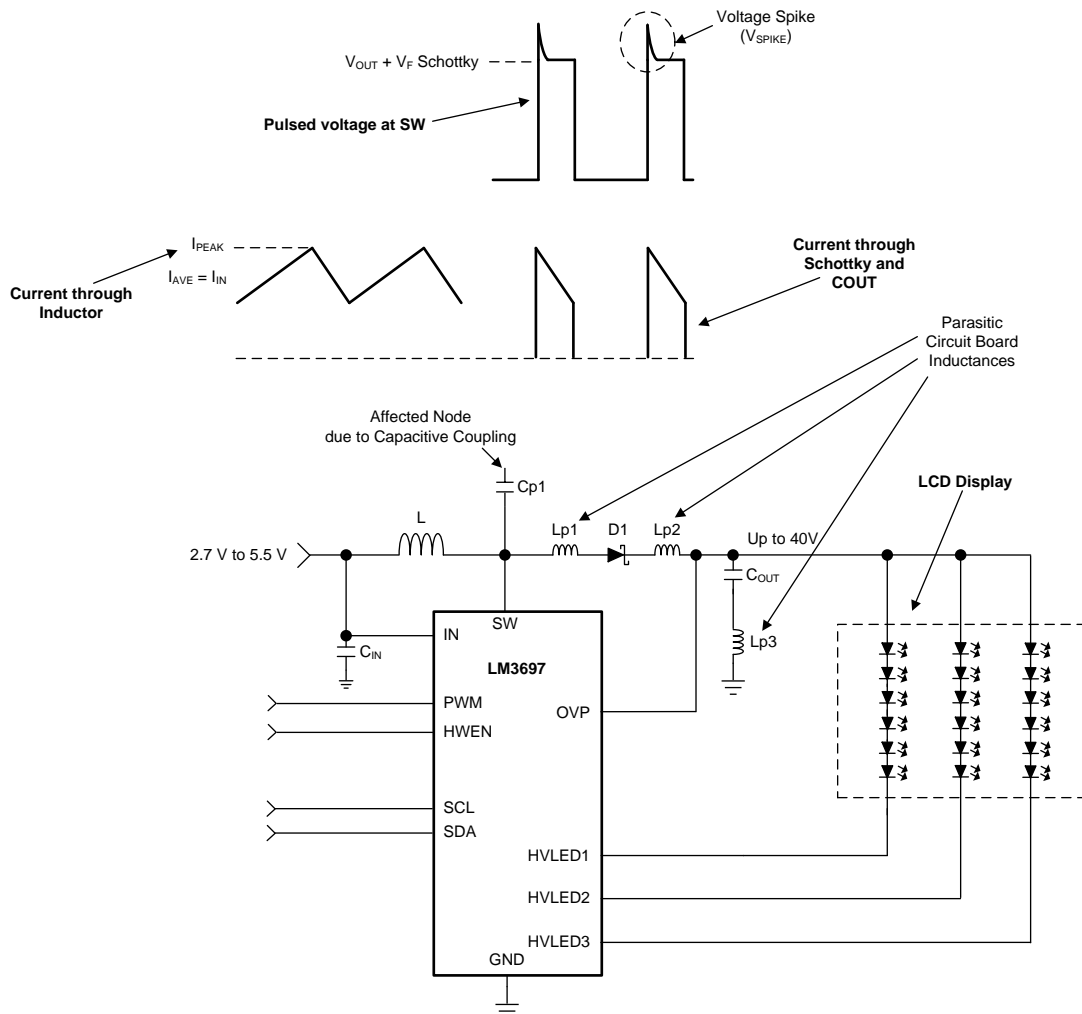 Voltage Spike
(VSPIKE)
VOUT + VF Schottky
Pulsed voltage at SW
IPEAK
IAVE = IIN
Current through
Inductor
Current through
Schottky and
COUT
Parasitic
Circuit Board
Inductances
Affected Node
due to Capacitive Coupling
Cp1
LCD Display
L
Lp1
D1
Lp2
Up to 40V
2.7 V to 5.5 V
COUT
SW
IN
Lp3
CIN
LM3697
PWM
OVP
HWEN
SCL
SDA
HVLED1
HVLED2
HVLED3
GND